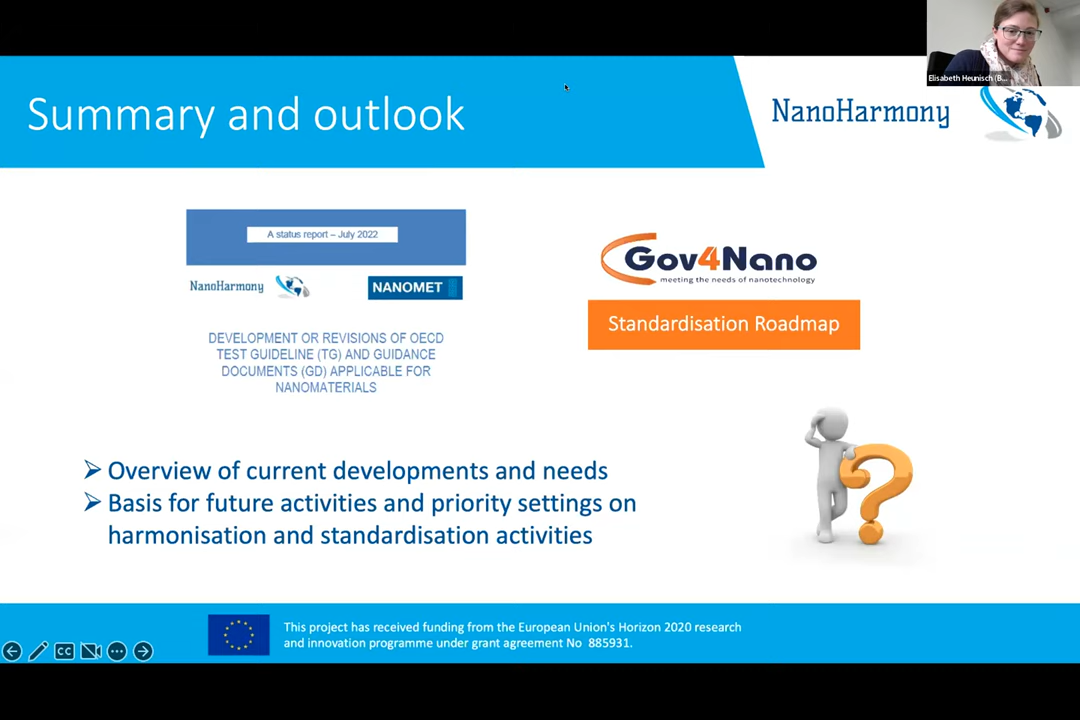 Elisabeth Heunisch (B...
Summary and outlook
NanoHarmony
A status report – July 2022
NanoHarmony
NANOMET
DEVELOPMENT OR REVISIONS OF OECD
TEST GUIDELINE (TG) AND GUIDANCE
DOCUMENTS (GD) APPLICABLE FOR
NANOMATERIALS
Gov4Nano
meeting the needs of nanotechnology
Standardisation Roadmap
Overview of current developments and needs
Basis for future activities and priority settings on
harmonisation and standardisation activities
This project has received funding from the European Union's Horizon 2020 research
and innovation programme under grant agreement No 885931.
CC